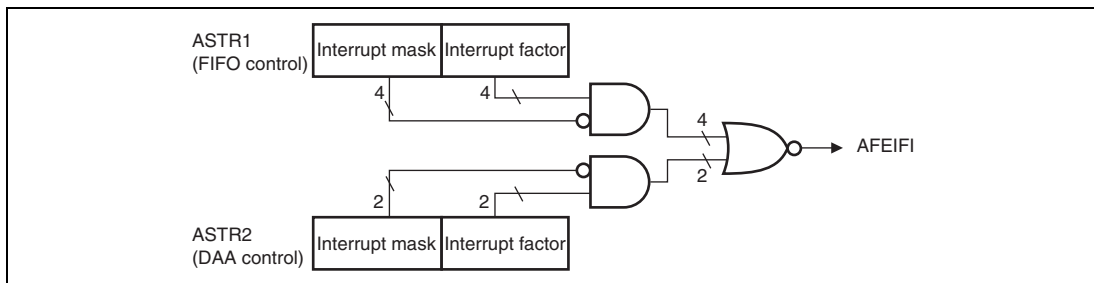 ASTR1
(FIFO control)
Interrupt mask Interrupt factor
4
4
4
AFEIFI
2
2
2
ASTR2
(DAA control)
Interrupt mask Interrupt factor